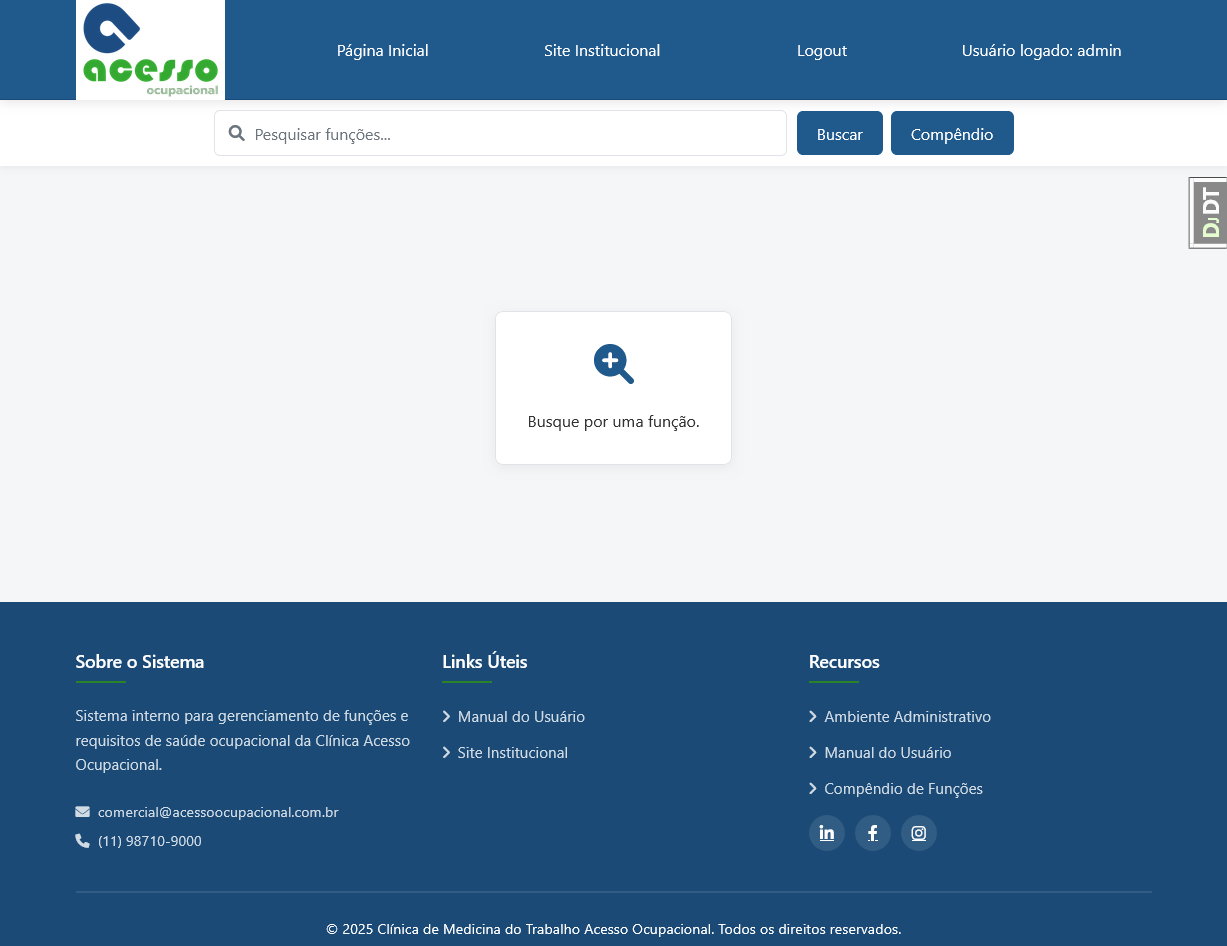 acesso
ocupacional
Página Inicial
Site Institucional
Logout
Usuário logado: admin
Pesquisar funções...
Buscar
Compêndio
DJDT
Busque por uma função.
Sobre o Sistema
Sistema interno para gerenciamento de funções e
requisitos de saúde ocupacional da Clínica Acesso
Ocupacional.
comercial@acessoocupacional.com.br
(11) 98710-9000
Links Úteis
Manual do Usuário
Site Institucional
Recursos
Ambiente Administrativo
Manual do Usuário
Compêndio de Funções
© 2025 Clínica de Medicina do Trabalho Acesso Ocupacional. Todos os direitos reservados.